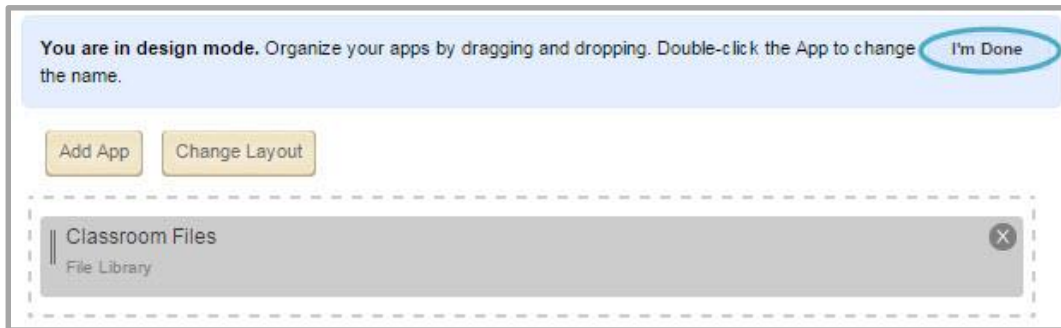 You are in design mode. Organize your apps by dragging and dropping. Double-click the App to change I'm Done
the name.
Add App Change Layout
Classroom Files X
File Library